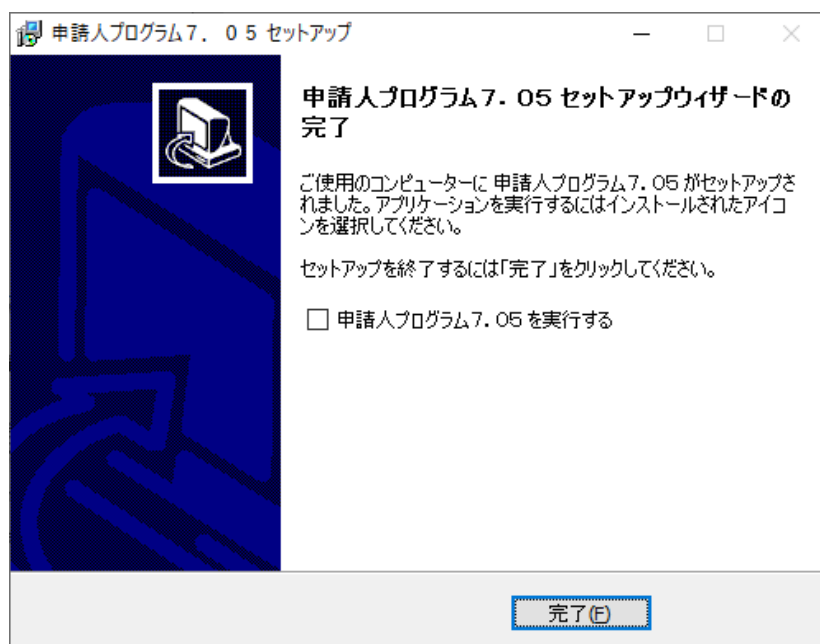 申請人プログラム７．０５ セットアップ
申請人プログラム７．０５ セットアップウィザードの
完了
ご使用のコンピューターに 申請人プログラム７．０５ がセットアップさ
れました。アプリケーションを実行するにはインストールされたアイコ
ンを選択してください。
セットアップを終了するには「完了」をクリックしてください。
申請人プログラム７．０５ を実行する
完了(F)